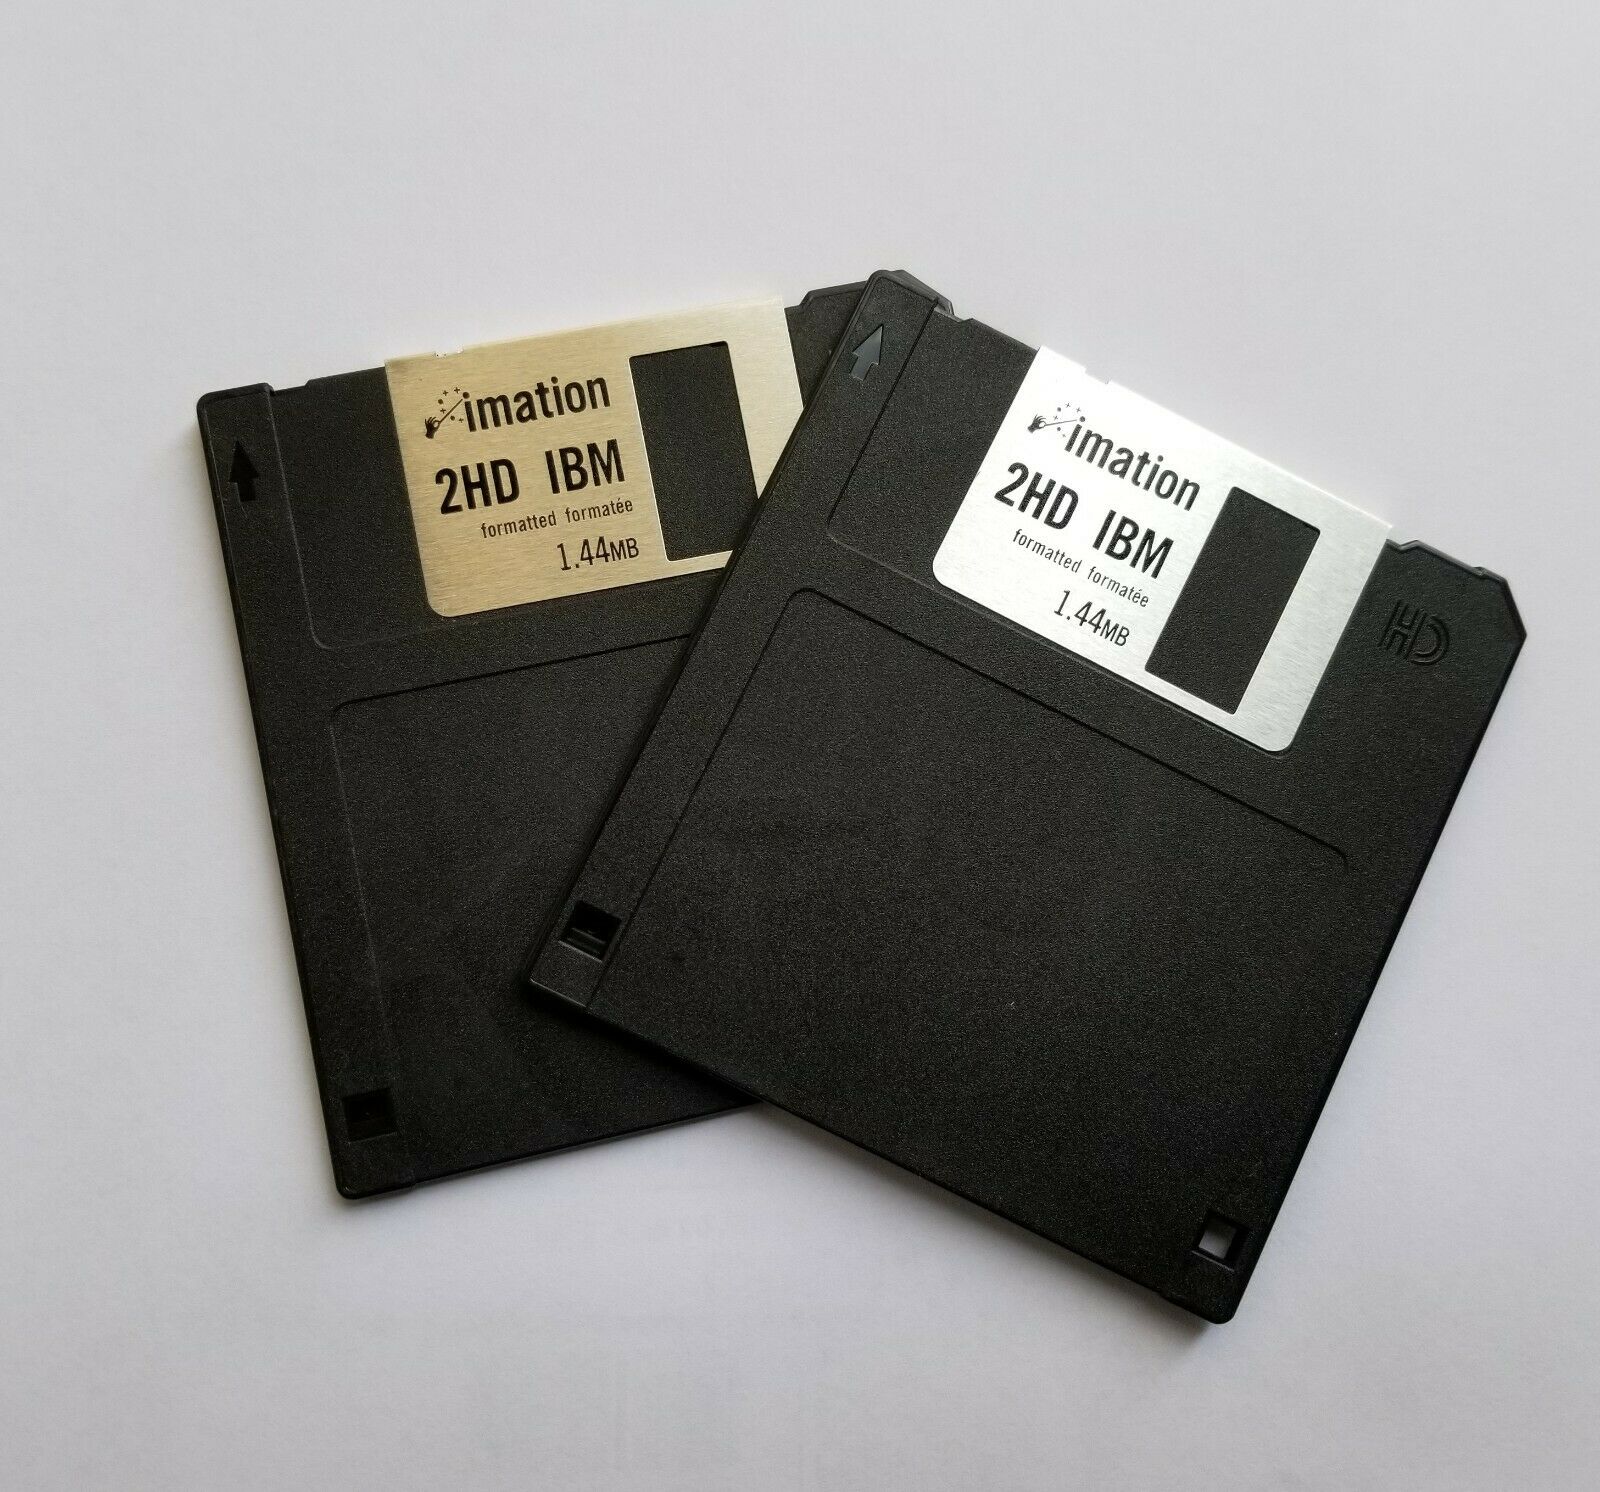 imation
2HD IBM
formatted formatée
1.44MB
imation
2HD IBM
formatted formatée
1.44MB
HD